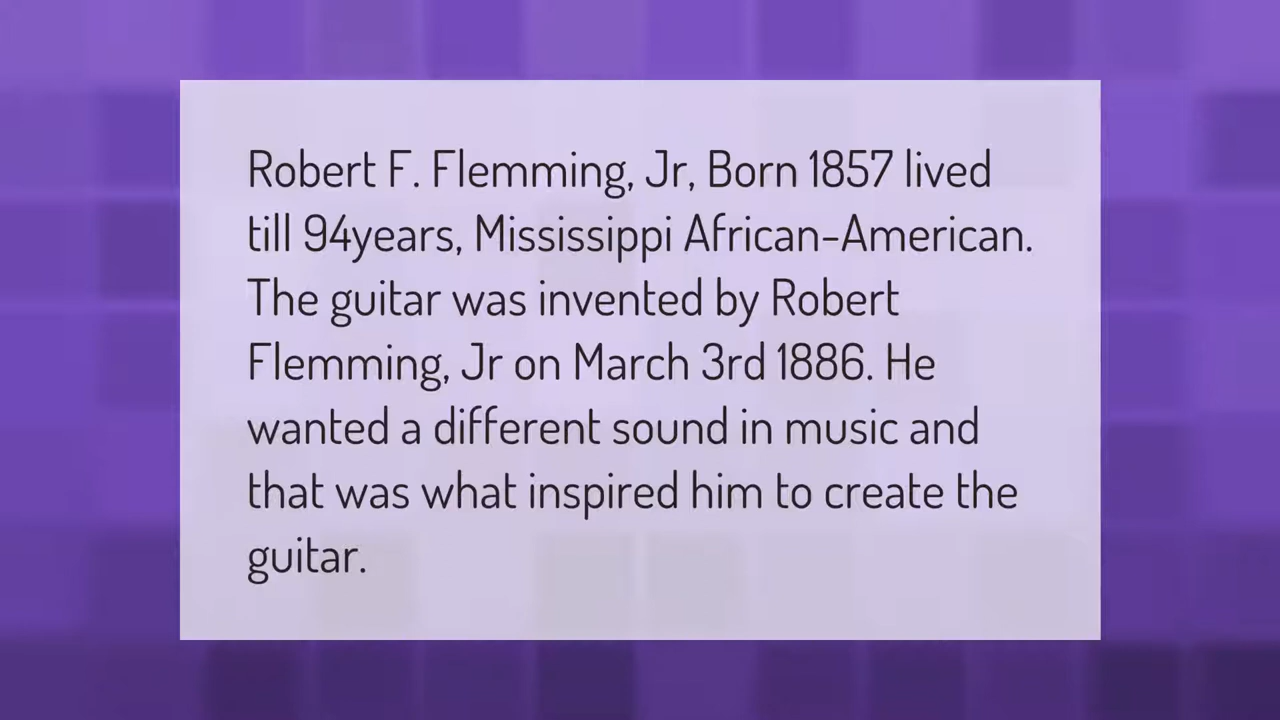 Robert F. Flemming, Jr, Born 1857 lived
till 94years, Mississippi African-American.
The guitar was invented by Robert
Flemming, Jr on March 3rd 1886. He
wanted a different sound in music and
that was what inspired him to create the
guitar.